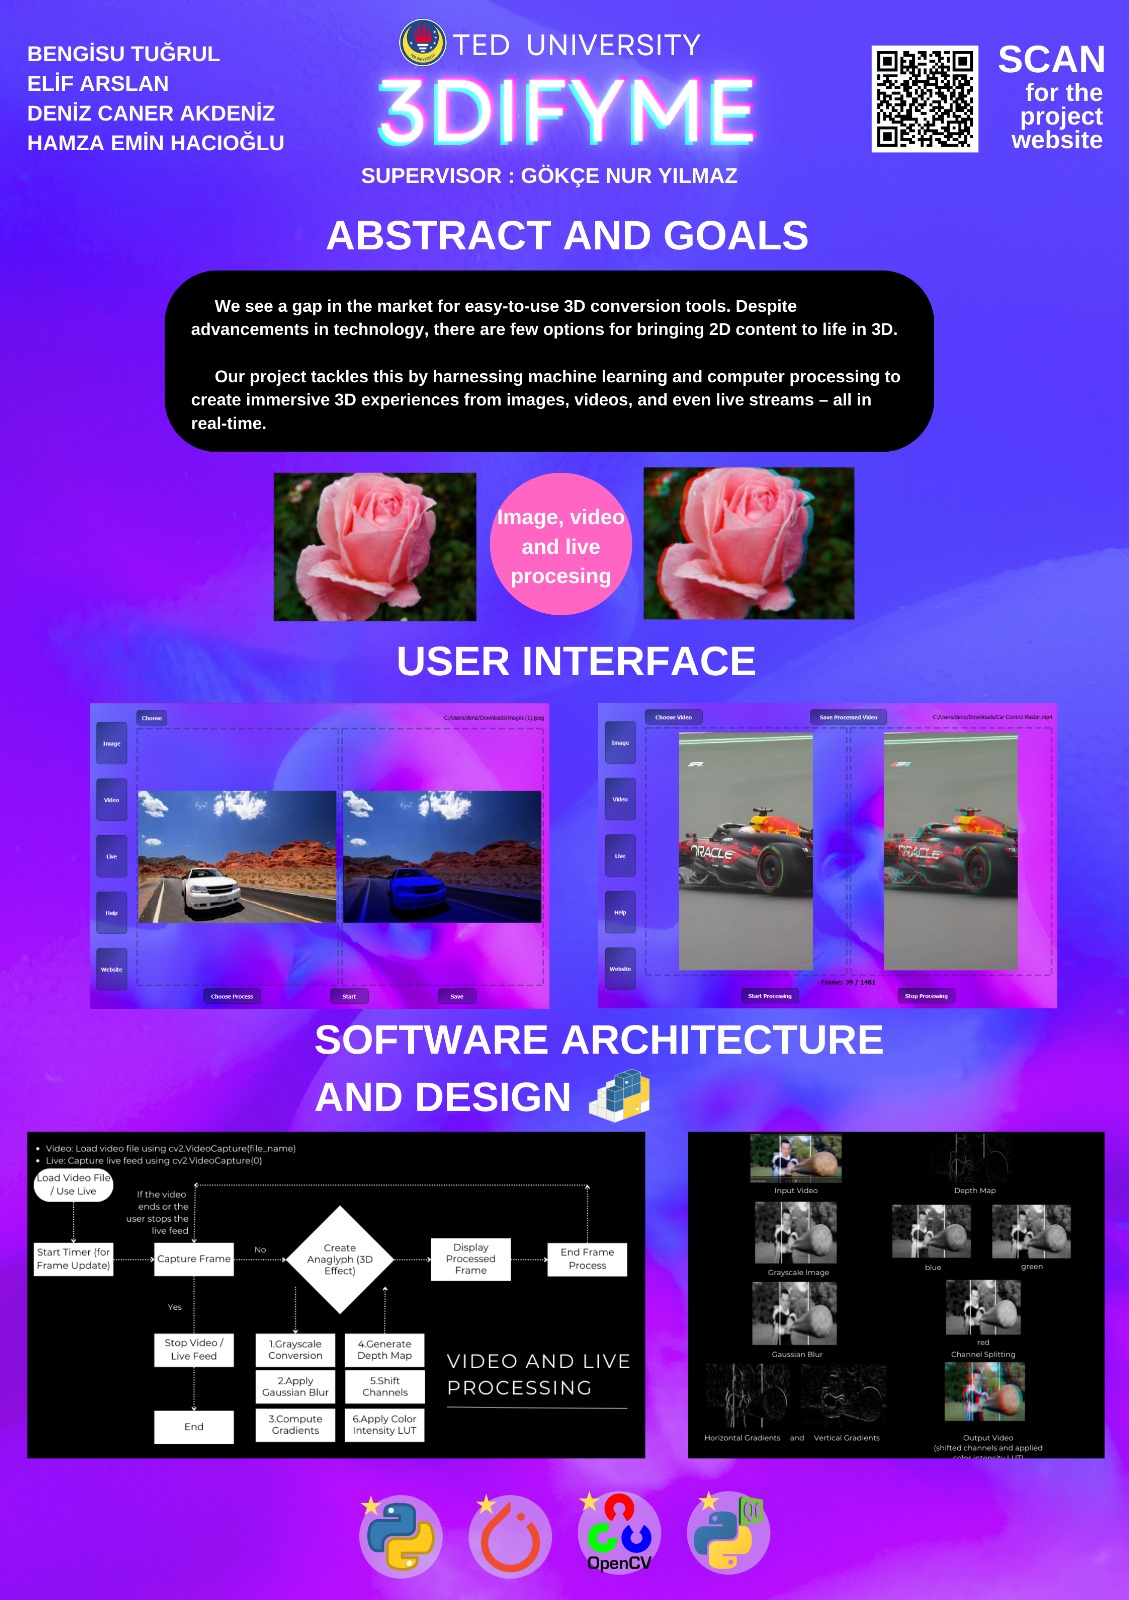 BENGİSU TUĞRUL
ELİF ARSLAN
DENİZ CANER AKDENİZ
HAMZA EMİN HACIOĞLU
TED UNIVERSITY
3DIFYME
SUPERVISOR : GÖKÇE NUR YILMAZ
SCAN
for the
project
website
ABSTRACT AND GOALS
We see a gap in the market for easy-to-use 3D conversion tools. Despite
advancements in technology, there are few options for bringing 2D content to life in 3D.
Our project tackles this by harnessing machine learning and computer processing to
create immersive 3D experiences from images, videos, and even live streams – all in
real-time.
Image, video
and live
procesing
USER INTERFACE
Choose
C:/Users/deniz/Downloads/images (1).jpeg
Image
Video
Live
Help
Website
Choose Process
Start
Save
Choose Video
Save Processed Video
C:/Users/deniz/Downloads/Car Control Master.mp4
Image
Video
Live
Help
Website
ORACLE
ORACLE
Frame: 39 / 1481
Start Processing
Stop Processing
SOFTWARE ARCHITECTURE
AND DESIGN
• Video: Load video file using cv2.VideoCapture(file_name)
• Live: Capture live feed using cv2.VideoCapture(0)
Load Video File
/ Use Live
If the video
ends or the
user stops the
live feed
Start Timer (for
Frame Update)
Capture Frame
No
Create
Anaglyph (3D
Effect)
Display
Processed
Frame
End Frame
Process
Yes
Stop Video /
Live Feed
End
1.Grayscale
Conversion
2.Apply
Gaussian Blur
3.Compute
Gradients
4.Generate
Depth Map
5.Shift
Channels
6.Apply Color
Intensity LUT
VIDEO AND LIVE
PROCESSING
Input Video
Depth Map
Grayscale Image
blue
green
Gaussian Blur
red
Channel Splitting
Horizontal Gradients and Vertical Gradients
Output Video
(shifted channels and applied
color intensity LUT)
OpenCV
Qt